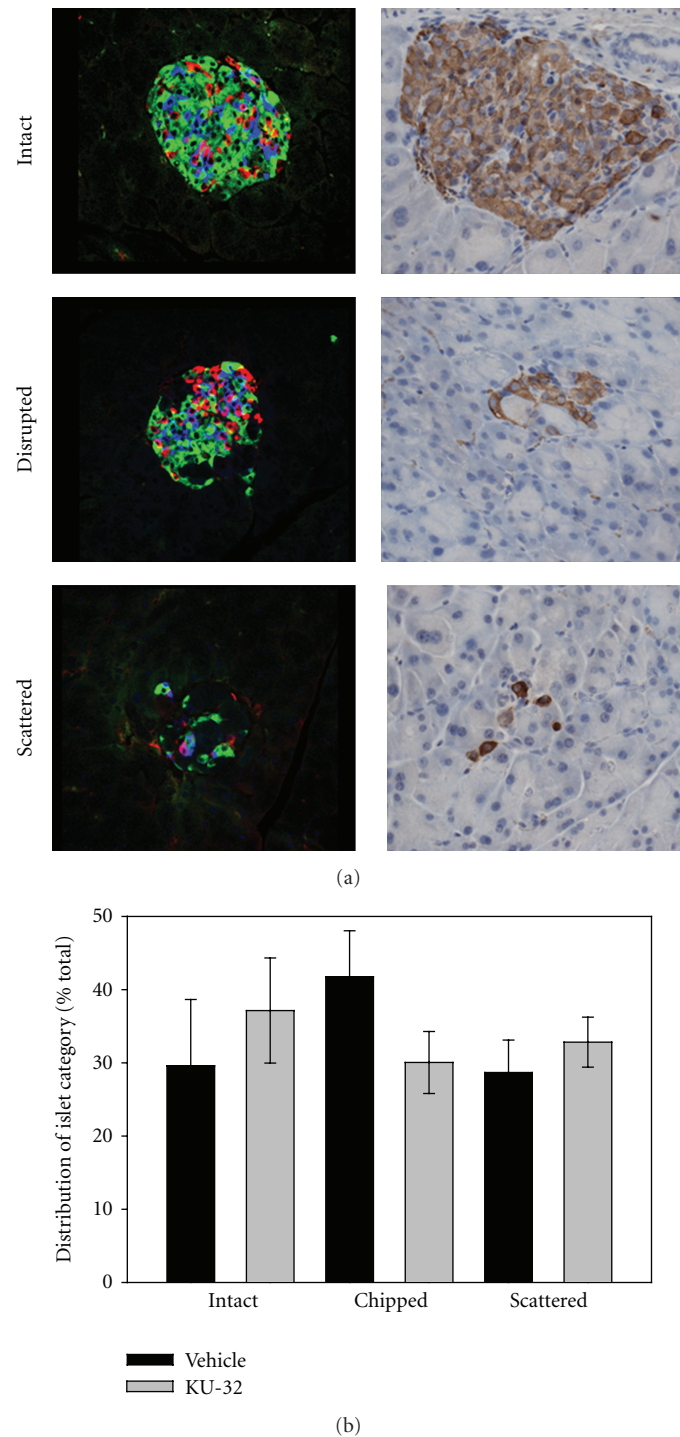 Intact
Disrupted
Scattered
(a)
Distribution of islet category (% total)
50
40
30
20
10
0
Intact Chipped Scattered
Vehicle
KU-32
(b)